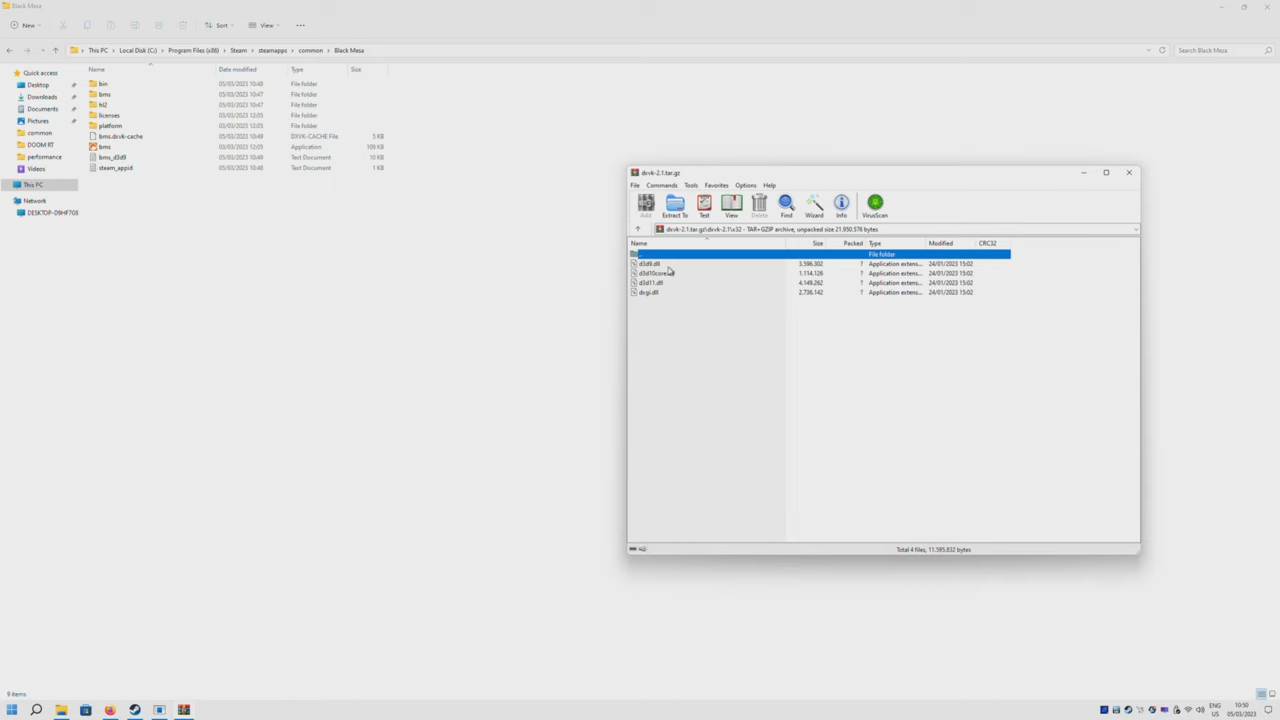 Black Mesa
New
Sort
View
This PC
Local Disk (C:)
Program Files (x86)
Steam
steamapps
common
Black Mesa
Search Black Mesa
Name Date modified Type Size
Quick access
Desktop
Downloads
Documents
Pictures
common
DOOM RT
performance
Videos
This PC
Network
DESKTOP-D9HF7G3
bin 05/03/2023 10:48 File folder
bms 05/03/2023 10:47 File folder
hl2 05/03/2023 10:47 File folder
licenses 03/03/2023 12:05 File folder
platform 03/03/2023 12:05 File folder
bms.dxvk-cache 05/03/2023 10:49 DXVK-CACHE File 5 KB
bms 03/03/2023 12:05 Application 109 KB
bms_d3d9 05/03/2023 10:49 Text Document 10 KB
steam_appid 05/03/2023 10:48 Text Document 1 KB
dxvk-2.1.tar.gz
File Commands Tools Favorites Options Help
Add Extract To Test View Delete Find Wizard Info VirusScan
dxvk-2.1.tar.gz\dxvk-2.1\x32 - TAR+GZIP archive, unpacked size 21.950.576 bytes
Name Size Packed Type Modified CRC32
.. File folder
d3d9.dll 3.596.302 ? Application extens... 24/01/2023 15:02
d3d10core.dll 1.114.126 ? Application extens... 24/01/2023 15:02
d3d11.dll 4.149.262 ? Application extens... 24/01/2023 15:02
dxgi.dll 2.736.142 ? Application extens... 24/01/2023 15:02
Total 4 files, 11.595.832 bytes
9 items
ENG
US
10:50
05/03/2023